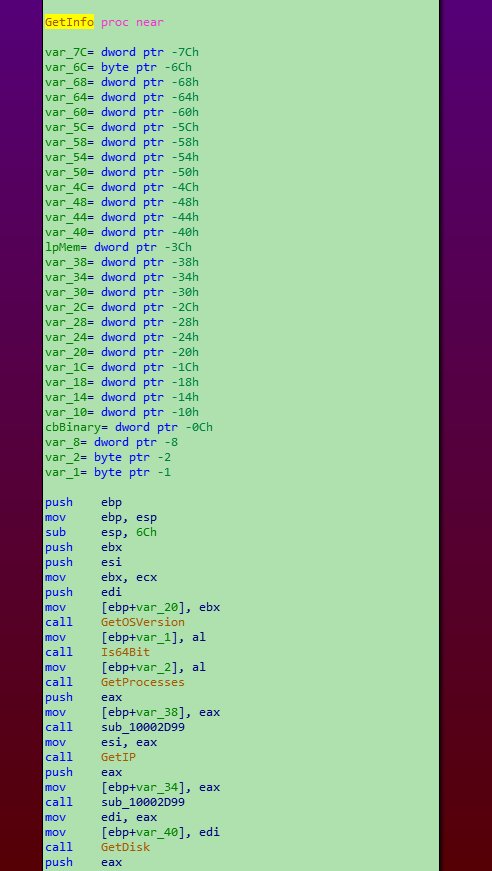 GetInfo proc near
var_7C= dword ptr -7Ch
var_6C= byte ptr -6Ch
var_68= dword ptr -68h
var_64= dword ptr -64h
var_60= dword ptr -60h
var_5C= dword ptr -5Ch
var_58= dword ptr -58h
var_54= dword ptr -54h
var_50= dword ptr -50h
var_4C= dword ptr -4Ch
var_48= dword ptr -48h
var_44= dword ptr -44h
var_40= dword ptr -40h
lpMem= dword ptr -3Ch
var_38= dword ptr -38h
var_34= dword ptr -34h
var_30= dword ptr -30h
var_2C= dword ptr -2Ch
var_28= dword ptr -28h
var_24= dword ptr -24h
var_20= dword ptr -20h
var_1C= dword ptr -1Ch
var_18= dword ptr -18h
var_14= dword ptr -14h
var_10= dword ptr -10h
cbBinary= dword ptr -0Ch
var_8= dword ptr -8
var_2= byte ptr -2
var_1= byte ptr -1
push ebp
mov ebp, esp
sub esp, 6Ch
push ebx
push esi
mov ebx, ecx
push edi
mov [ebp+var_20], ebx
call GetOSVersion
mov [ebp+var_1], al
call Is64Bit
mov [ebp+var_2], al
call GetProcesses
push eax
mov [ebp+var_38], eax
call sub_10002D99
mov esi, eax
call GetIP
push eax
mov [ebp+var_34], eax
call sub_10002D99
mov edi, eax
mov [ebp+var_40], edi
call GetDisk
push eax